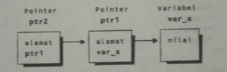 Pointer
ptr2
Pointer
ptr1
Variabel
var_x
alamat
ptr1
alamat
var_x
nilai